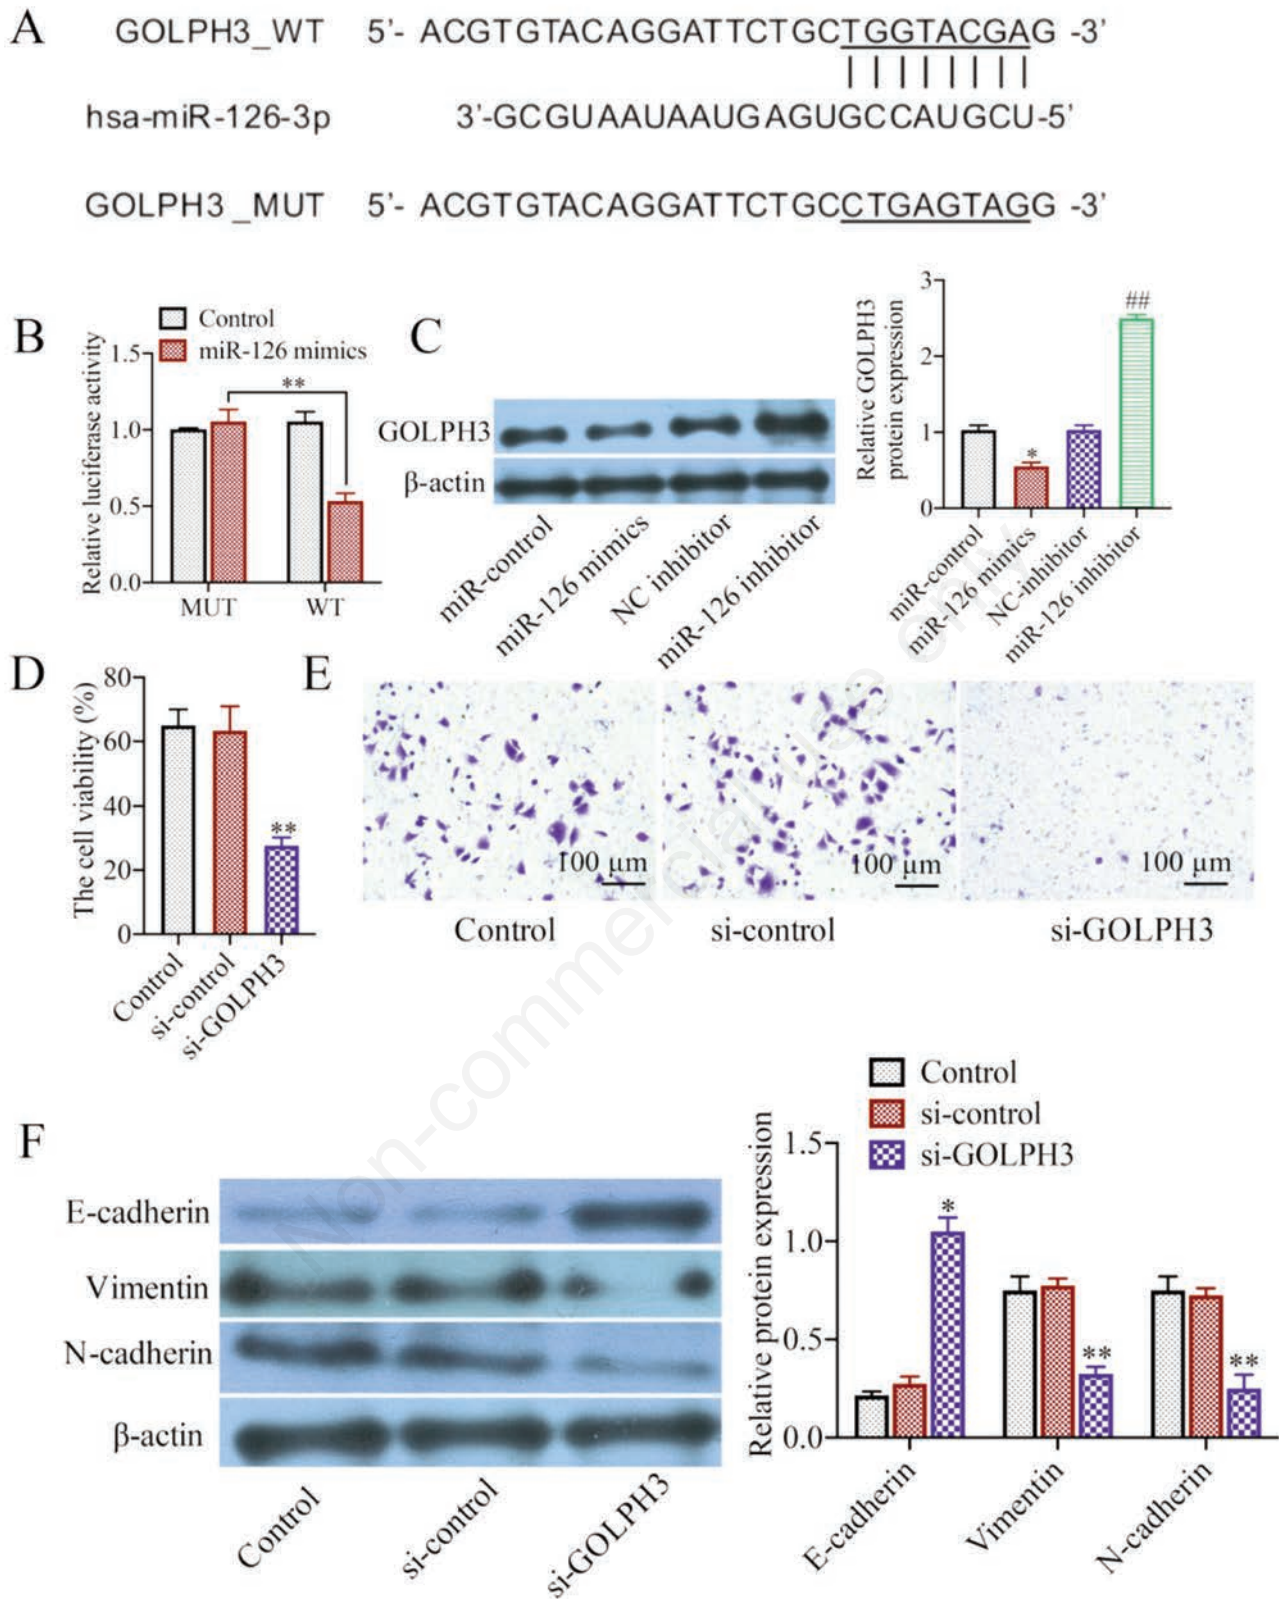 A
GOLPH3_WT 5'- ACGTGTACAGGATTCTGCTGGTACGAG -3'
hsa-miR-126-3p 3'-GCGUAAUAAUGAGUGCCAUGCU-5'
GOLPH3_MUT 5'- ACGTGTACAGGATTCTGCCCTGAGTAGG -3'
B
Control
miR-126 mimics
Relative luciferase activity
1.5
1.0
0.5
0.0
**
MUT WT
C
GOLPH3
β-actin
miR-control
miR-126 mimics
NC inhibitor
miR-126 inhibitor
Relative GOLPH3
protein expression
3
2
1
0
*
##
miR-control
miR-126 mimics
NC-inhibitor
miR-126 inhibitor
D
The cell viability (%)
80
60
40
20
0
**
Control
si-control
si-GOLPH3
E
100 µm 100 µm 100 µm
Control si-control si-GOLPH3
F
E-cadherin
Vimentin
N-cadherin
β-actin
Control
si-control
si-GOLPH3
Control
si-control
si-GOLPH3
Relative protein expression
1.5
1.0
0.5
0.0
*
**
**
E-cadherin
Vimentin
N-cadherin
Non-commercial use only